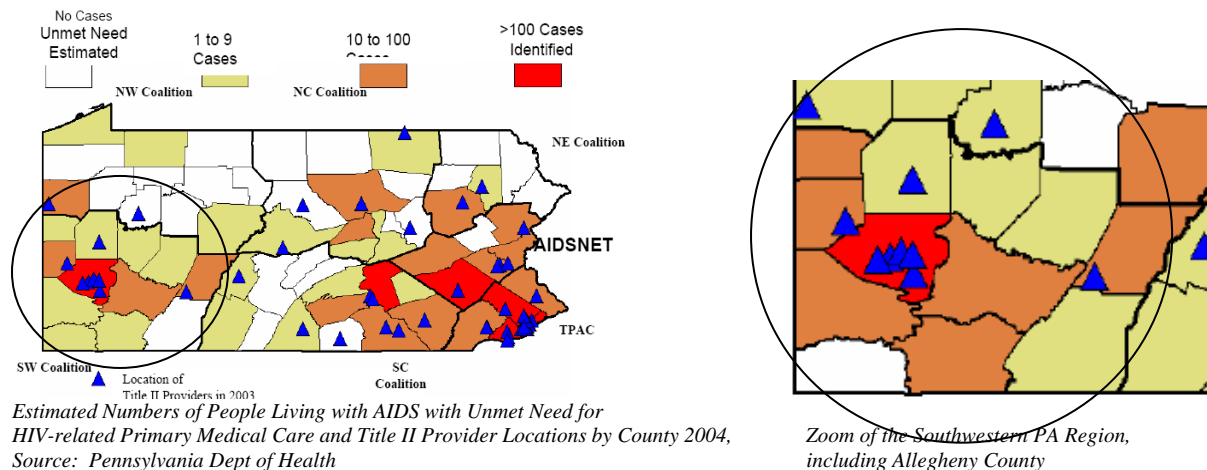 No Cases
Unmet Need
Estimated
1 to 9
Cases
10 to 100
Cases
>100 Cases
Identified
NW Coalition
NC Coalition
NE Coalition
AIDSNET
TPAC
SW Coalition
SC
Coalition
Location of
Title II Providers in 2003
Estimated Numbers of People Living with AIDS with Unmet Need for
HIV-related Primary Medical Care and Title II Provider Locations by County 2004,
Source: Pennsylvania Dept of Health
Zoom of the Southwestern PA Region,
including Allegheny County